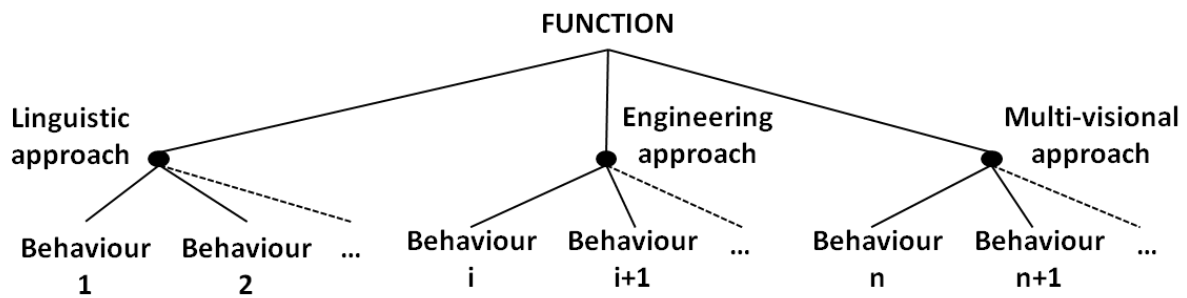 FUNCTION
Linguistic
approach
Engineering
approach
Multi-visional
approach
Behaviour
1
Behaviour
2
...
Behaviour
i
Behaviour
i+1
...
Behaviour
n
Behaviour
n+1
...